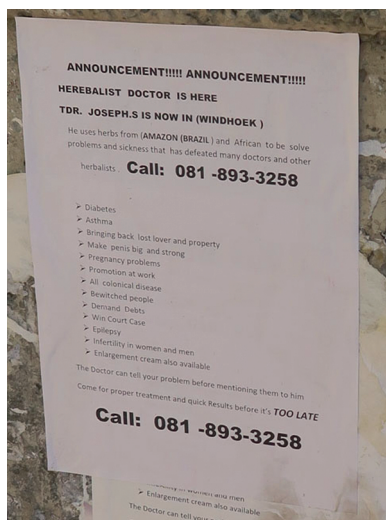 ANNOUNCEMENT!!!!! ANNOUNCEMENT!!!!!
HEREBALIST DOCTOR IS HERE
TDR. JOSEPH.S IS NOW IN (WINDHOEK )
He uses herbs from (AMAZON (BRAZIL ) and African to be solve
problems and sickness that has defeated many doctors and other
herbalists . Call: 081 -893-3258
➢ Diabetes
➢ Asthma
➢ Bringing back lost lover and property
➢ Make penis big and strong
➢ Pregnancy problems
➢ Promotion at work
➢ All colonical disease
➢ Bewitched people
➢ Demand Debts
➢ Win Court Case
➢ Epilepsy
➢ Infertility in women and men
➢ Enlargement cream also available
The Doctor can tell your problem before mentioning them to him
Come for proper treatment and quick Results before it's TOO LATE
Call: 081 -893-3258
women and men
➢ Enlargement cream also available
The Doctor can tell your